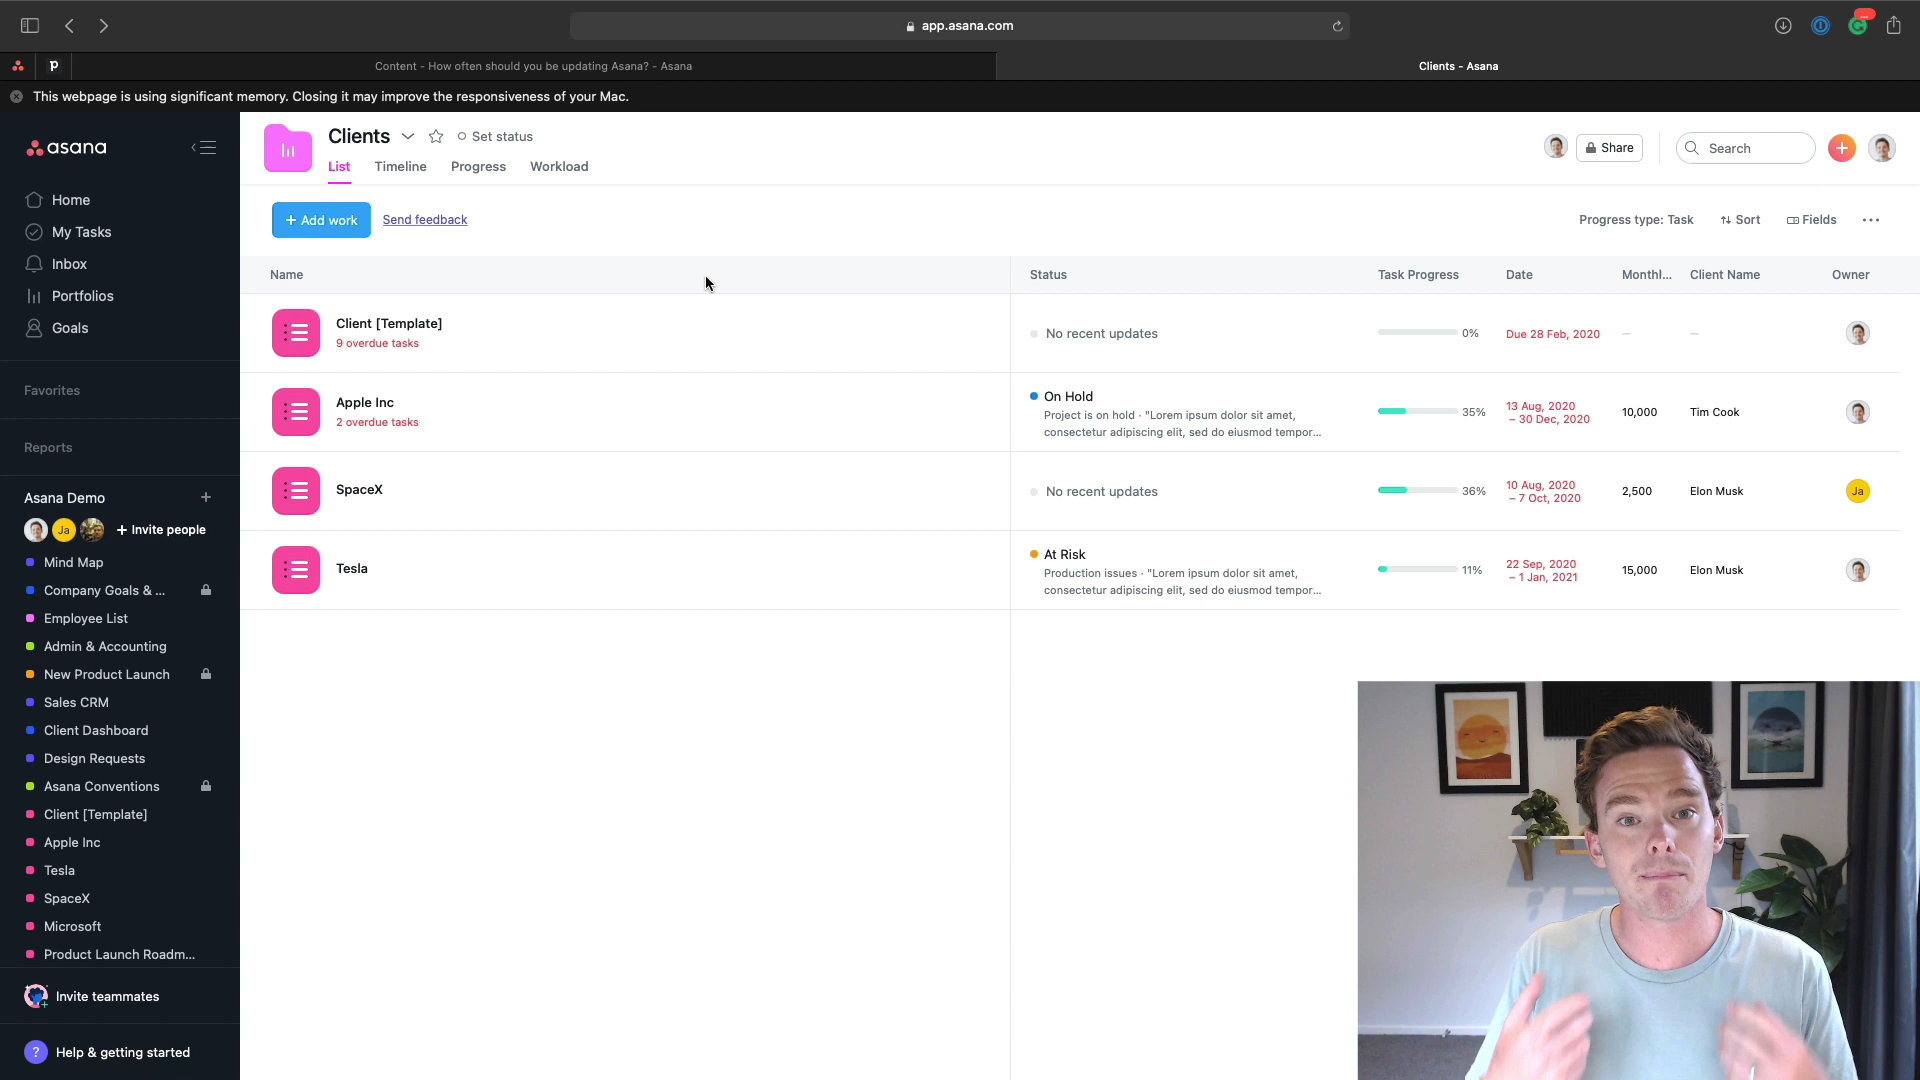 app.asana.com
Content - How often should you be updating Asana? - Asana
Clients - Asana
This webpage is using significant memory. Closing it may improve the responsiveness of your Mac.
asana
Home
My Tasks
Inbox
Portfolios
Goals
Favorites
Reports
Asana Demo
Ja
+ Invite people
Mind Map
Company Goals & ...
Employee List
Admin & Accounting
New Product Launch
Sales CRM
Client Dashboard
Design Requests
Asana Conventions
Client [Template]
Apple Inc
Tesla
SpaceX
Microsoft
Product Launch Roadm...
Invite teammates
? Help & getting started
Clients
Set status
List Timeline Progress Workload
Share
Search
+ Add work
Send feedback
Progress type: Task
Sort
Fields
Name Status Task Progress Date Monthl... Client Name Owner
Client [Template]
9 overdue tasks
No recent updates
0%
Due 28 Feb, 2020
—
—
Apple Inc
2 overdue tasks
On Hold
Project is on hold · "Lorem ipsum dolor sit amet,
consectetur adipiscing elit, sed do eiusmod tempor...
35%
13 Aug, 2020
– 30 Dec, 2020
10,000
Tim Cook
SpaceX
No recent updates
36%
10 Aug, 2020
– 7 Oct, 2020
2,500
Elon Musk
Ja
Tesla
At Risk
Production issues · "Lorem ipsum dolor sit amet,
consectetur adipiscing elit, sed do eiusmod tempor...
11%
22 Sep, 2020
– 1 Jan, 2021
15,000
Elon Musk